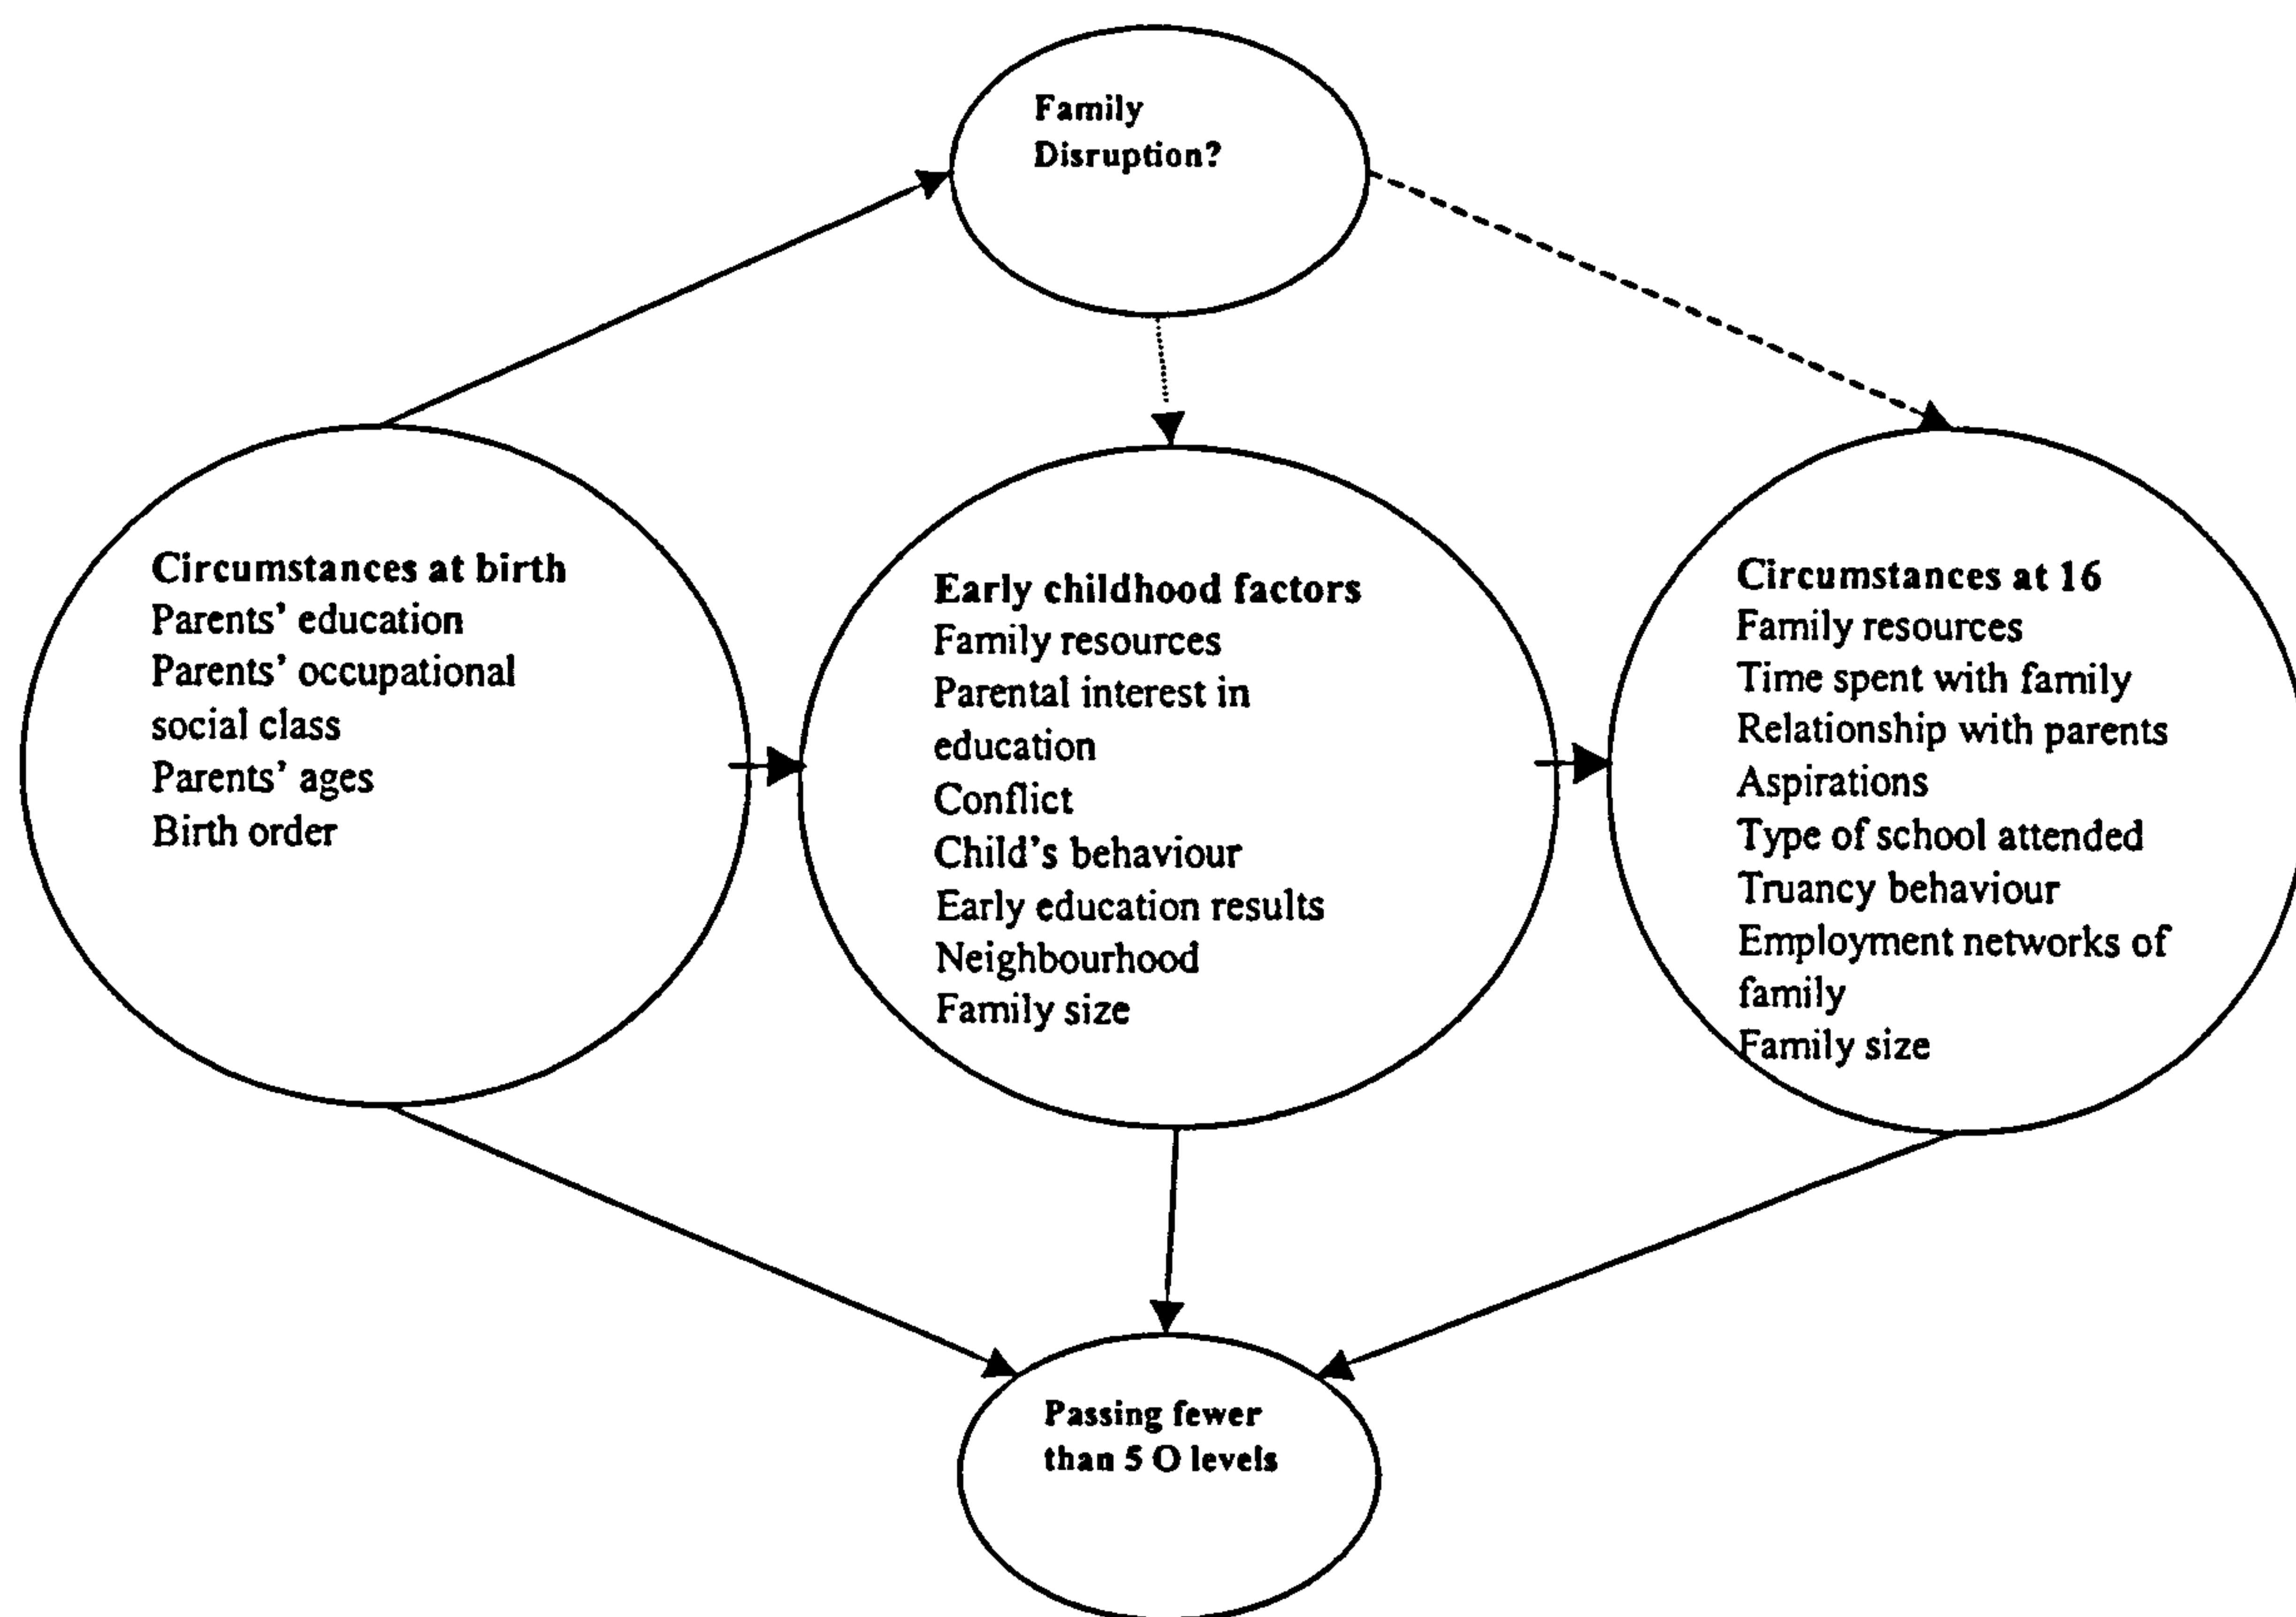 Family
Disruption?
Circumstances at birth
Parents’ education
Parents’ occupational
social class
Parents’ ages
Birth order
Early childhood factors
Family resources
Parental interest in
education
Conflict
Child’s behaviour
Early education results
Neighbourhood
Family size
Circumstances at 16
Family resources
Time spent with family
Relationship with parents
Aspirations
Type of school attended
Truancy behaviour
Employment networks of
family
Family size
Passing fewer
than 5 O levels